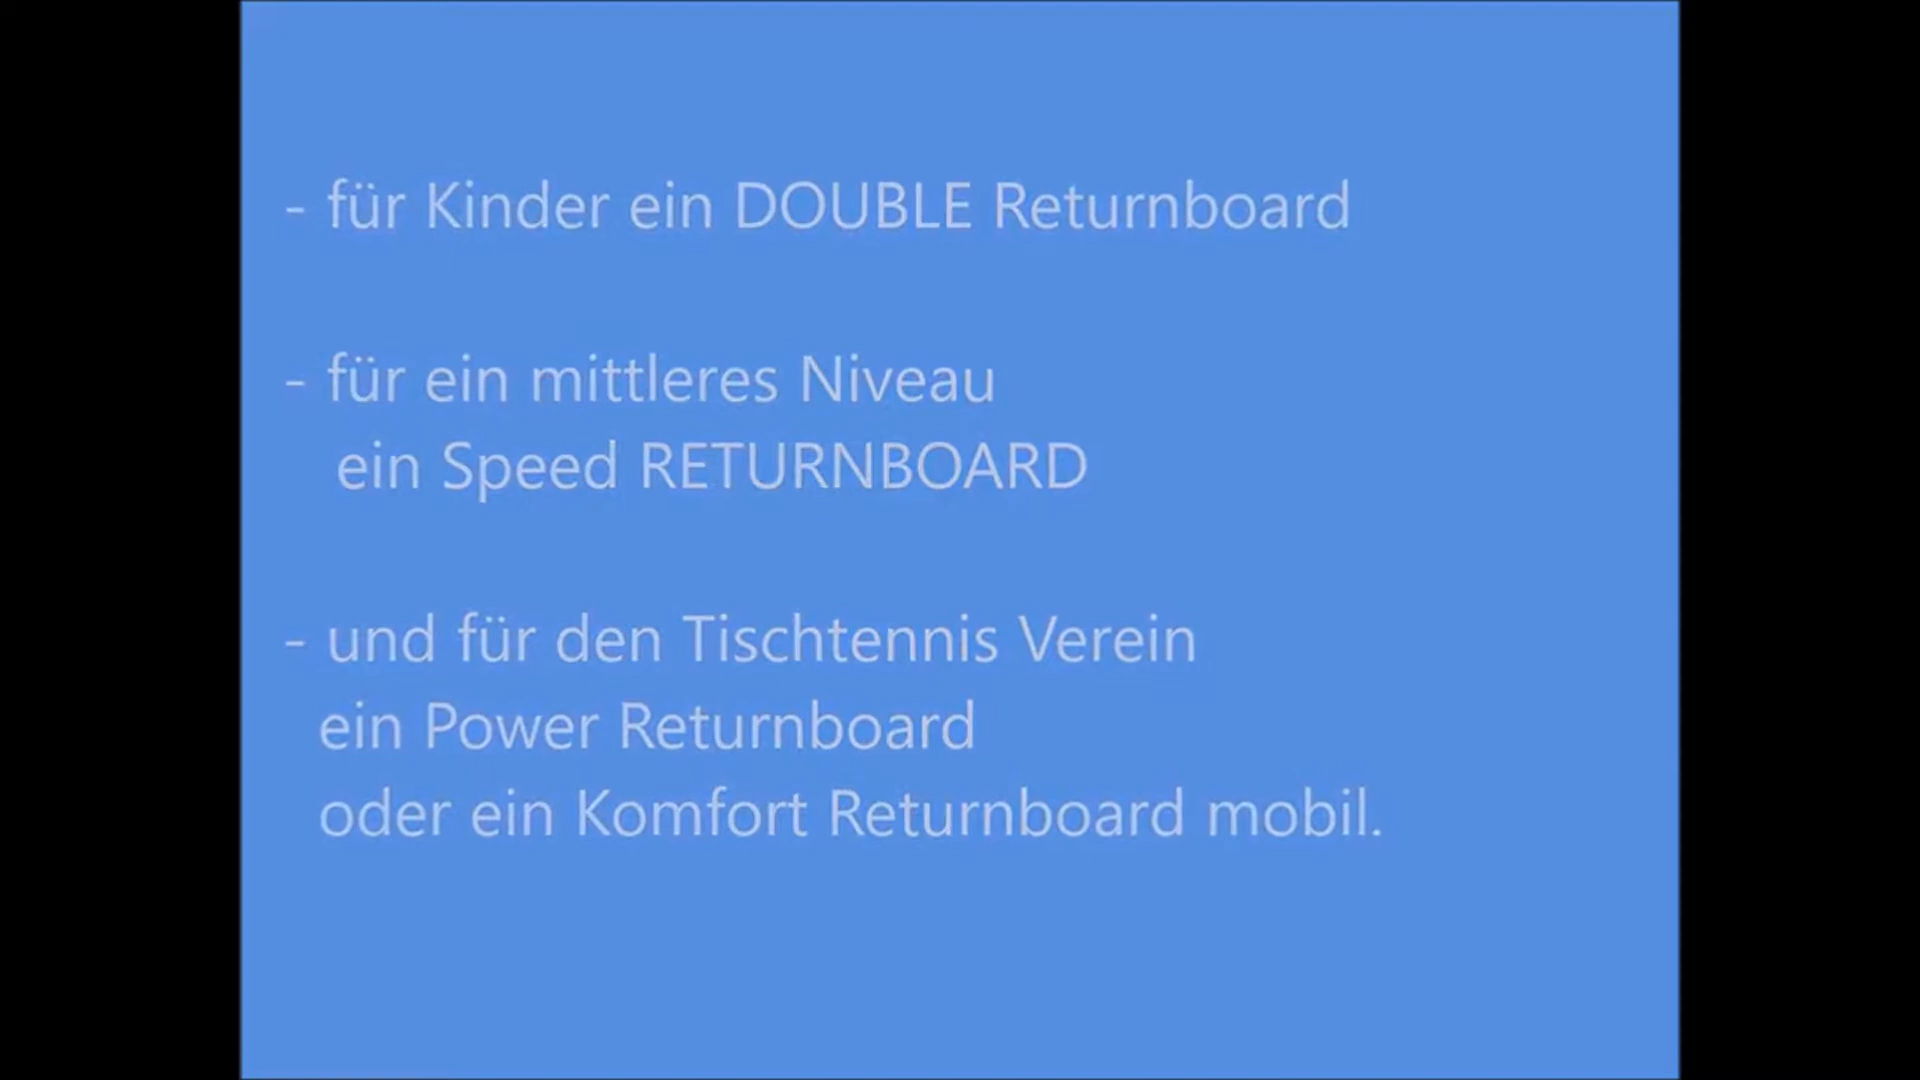 - für Kinder ein DOUBLE Returnboard
- für ein mittleres Niveau
ein Speed RETURNBOARD
- und für den Tischtennis Verein
ein Power Returnboard
oder ein Komfort Returnboard mobil.